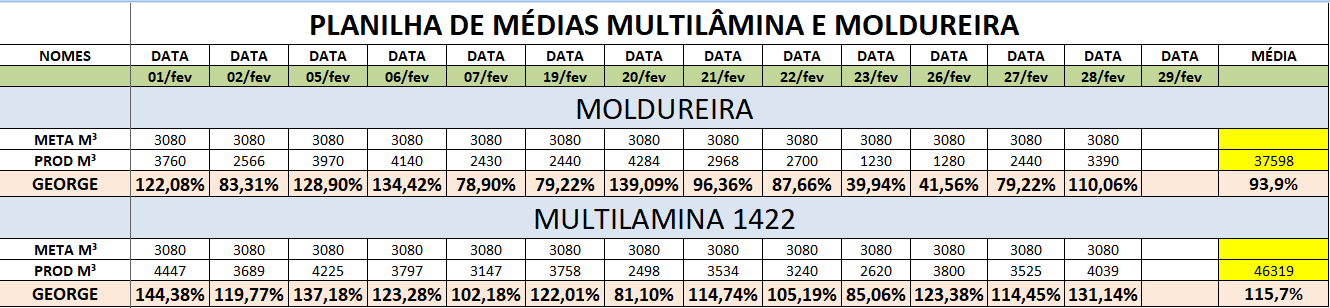 PLANILHA DE MÉDIAS MULTILÂMINA E MOLDUREIRA
NOMES DATA DATA DATA DATA DATA DATA DATA DATA DATA DATA DATA DATA DATA DATA MÉDIA
01/fev 02/fev 05/fev 06/fev 07/fev 19/fev 20/fev 21/fev 22/fev 23/fev 26/fev 27/fev 28/fev 29/fev
MOLDUREIRA
META M³ 3080 3080 3080 3080 3080 3080 3080 3080 3080 3080 3080 3080 3080
PROD M³ 3760 2566 3970 4140 2430 2440 4284 2968 2700 1230 1280 2440 3390 37598
GEORGE 122,08% 83,31% 128,90% 134,42% 78,90% 79,22% 139,09% 96,36% 87,66% 39,94% 41,56% 79,22% 110,06% 93,9%
MULTILAMINA 1422
META M³ 3080 3080 3080 3080 3080 3080 3080 3080 3080 3080 3080 3080 3080
PROD M³ 4447 3689 4225 3797 3147 3758 2498 3534 3240 2620 3800 3525 4039 46319
GEORGE 144,38% 119,77% 137,18% 123,28% 102,18% 122,01% 81,10% 114,74% 105,19% 85,06% 123,38% 114,45% 131,14% 115,7%